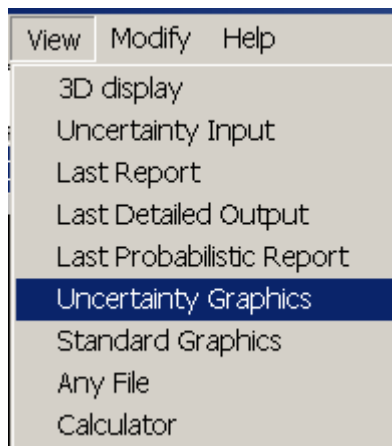 View Modify Help
3D display
Uncertainty Input
Last Report
Last Detailed Output
Last Probabilistic Report
Uncertainty Graphics
Standard Graphics
Any File
Calculator